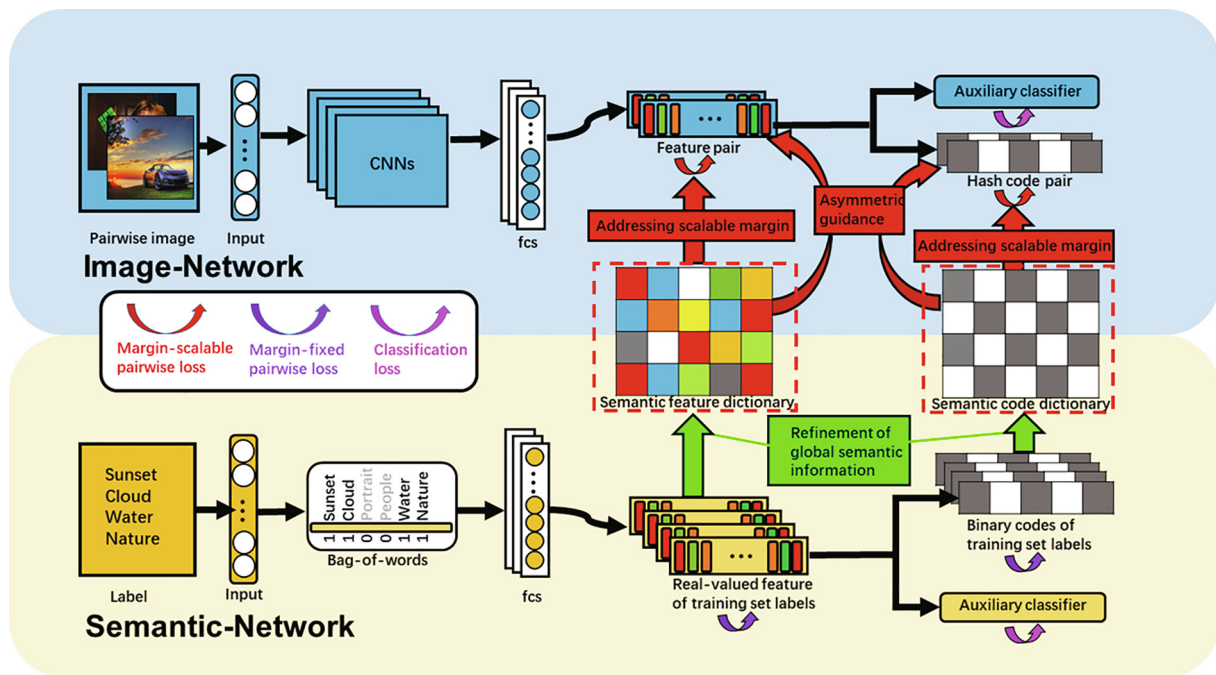 Pairwise image
Input
CNNs
fcs
Feature pair
Auxiliary classifier
Hash code pair
Asymmetric
guidance
Addressing scalable margin
Addressing scalable margin
Image-Network
Margin-scalable
pairwise loss
Margin-fixed
pairwise loss
Classification
loss
Semantic feature dictionary
Semantic code dictionary
Refinement of
global semantic
information
Sunset
Cloud
Water
Nature
Label
Input
1 Sunset
1 Cloud
0 Portrait
0 People
1 Water
1 Nature
Bag-of-words
fcs
Real-valued feature
of training set labels
Binary codes of
training set labels
Auxiliary classifier
Semantic-Network